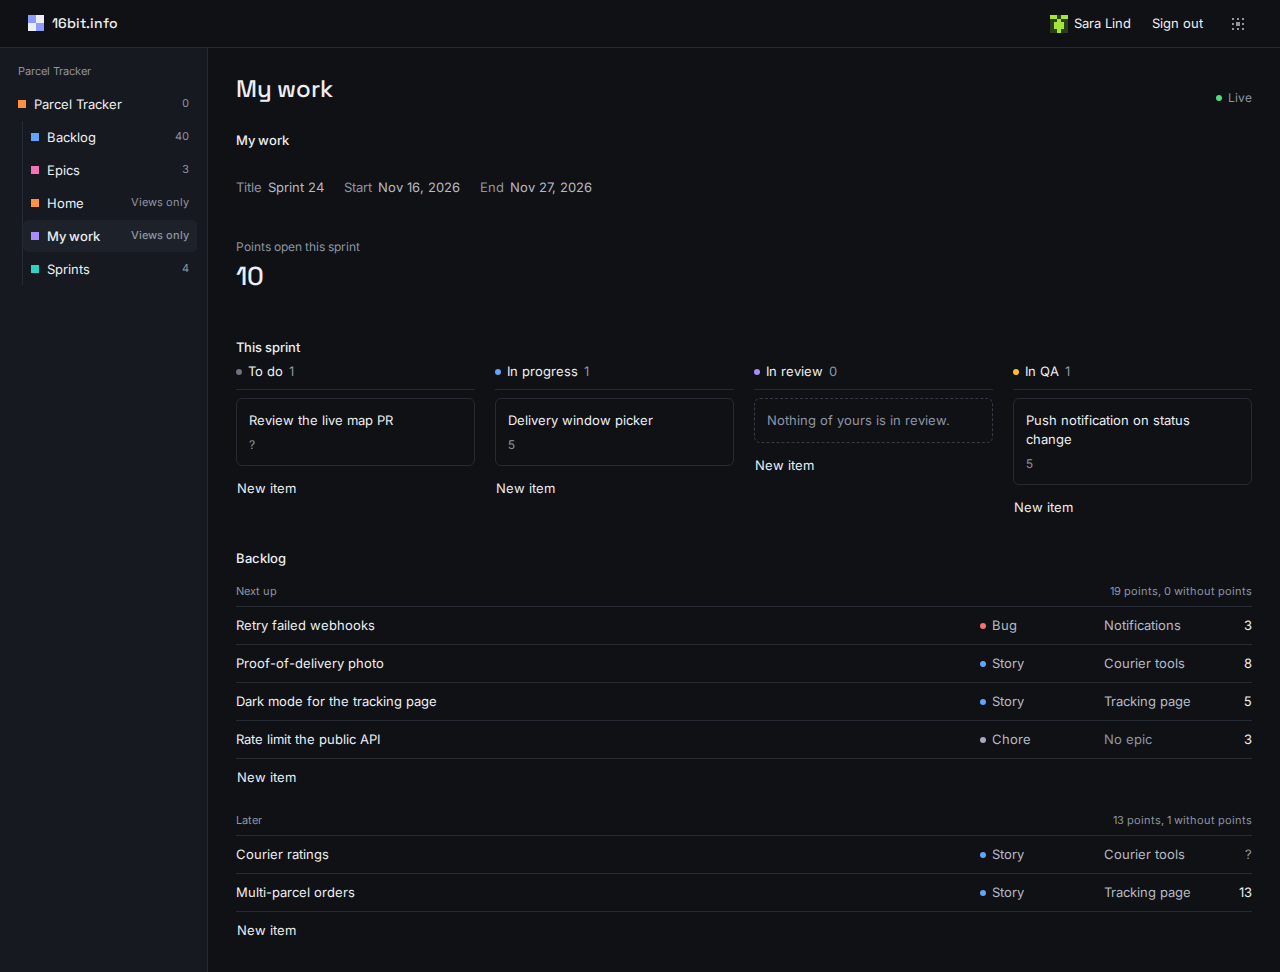 16bit.info
Sara Lind
Sign out
Parcel Tracker
Parcel Tracker 0
Backlog 40
Epics 3
Home Views only
My work Views only
Sprints 4
My work
Live
My work
Title Sprint 24 Start Nov 16, 2026 End Nov 27, 2026
Points open this sprint
10
This sprint
To do 1
Review the live map PR
?
New item
In progress 1
Delivery window picker
5
New item
In review 0
Nothing of yours is in review.
New item
In QA 1
Push notification on status
change
5
New item
Backlog
Next up 19 points, 0 without points
Retry failed webhooks Bug Notifications 3
Proof-of-delivery photo Story Courier tools 8
Dark mode for the tracking page Story Tracking page 5
Rate limit the public API Chore No epic 3
New item
Later 13 points, 1 without points
Courier ratings Story Courier tools ?
Multi-parcel orders Story Tracking page 13
New item